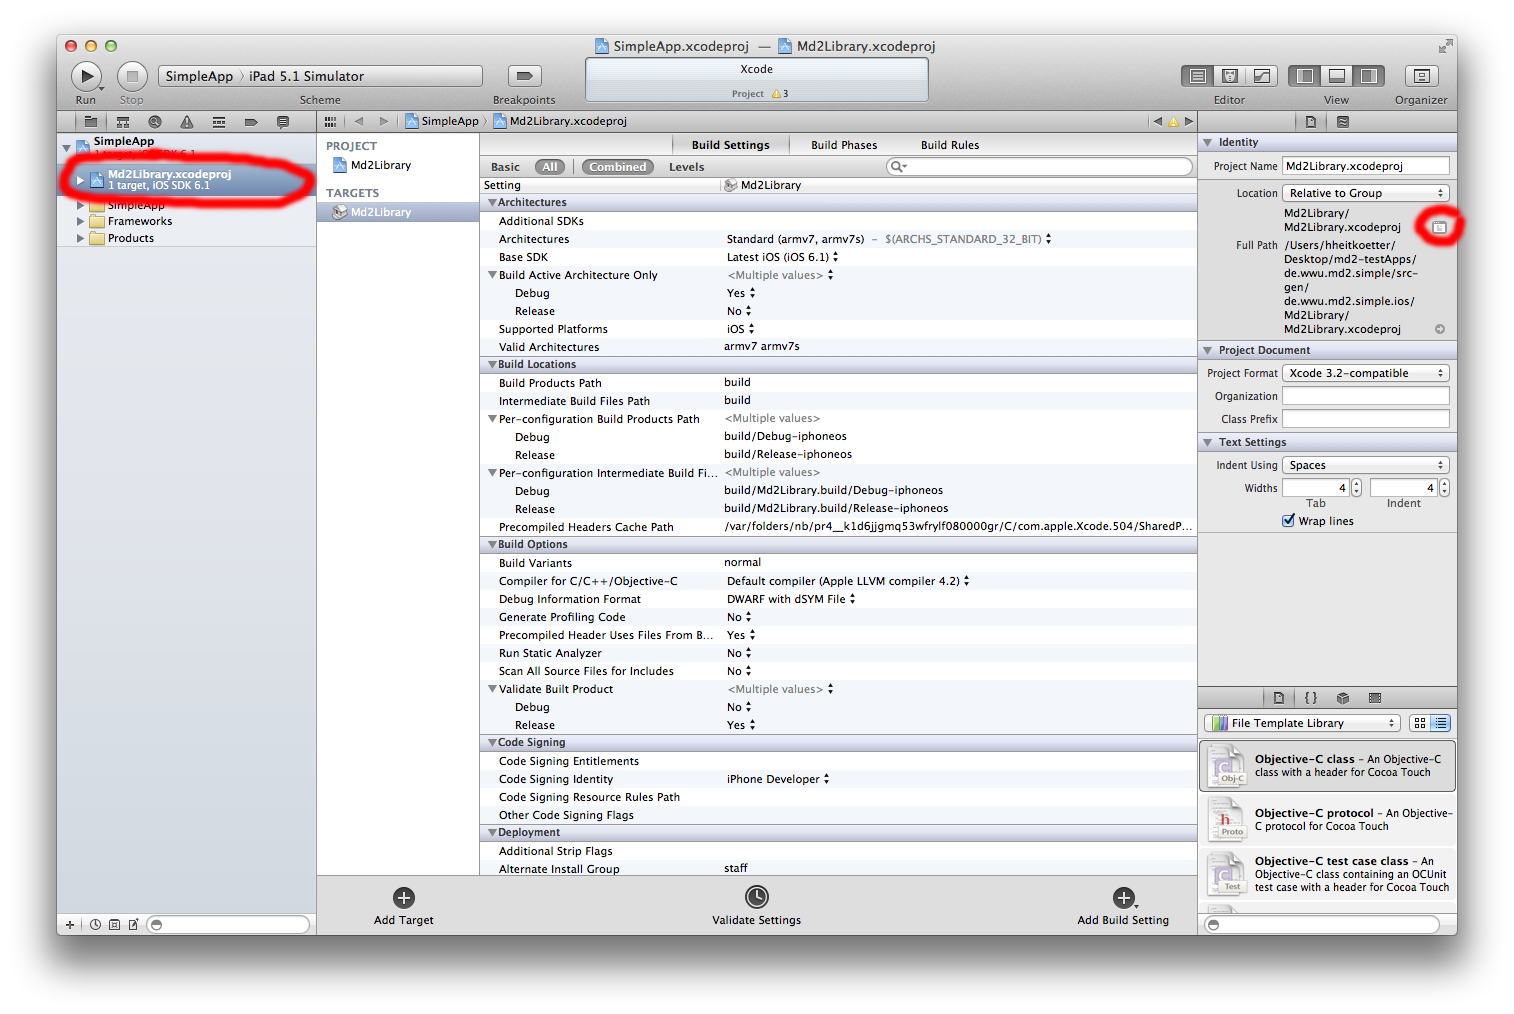 SimpleApp.xcodeproj — Md2Library.xcodeproj
Run
Stop
SimpleApp › iPad 5.1 Simulator
Scheme
Breakpoints
Xcode
Project 3
Editor
View
Organizer
SimpleApp
1 target, iOS SDK 6.1
Md2Library.xcodeproj
1 target, iOS SDK 6.1
SimpleApp
Frameworks
Products
SimpleApp › Md2Library.xcodeproj
PROJECT
Md2Library
TARGETS
Md2Library
Build Settings Build Phases Build Rules
Basic All Combined Levels
Setting Md2Library
Architectures
Additional SDKs
Architectures Standard (armv7, armv7s) – $(ARCHS_STANDARD_32_BIT)
Base SDK Latest iOS (iOS 6.1)
Build Active Architecture Only <Multiple values>
Debug Yes
Release No
Supported Platforms iOS
Valid Architectures armv7 armv7s
Build Locations
Build Products Path build
Intermediate Build Files Path build
Per-configuration Build Products Path <Multiple values>
Debug build/Debug-iphoneos
Release build/Release-iphoneos
Per-configuration Intermediate Build Fi... <Multiple values>
Debug build/Md2Library.build/Debug-iphoneos
Release build/Md2Library.build/Release-iphoneos
Precompiled Headers Cache Path /var/folders/nb/pr4__k1d6jjgmq53wfrylf080000gr/C/com.apple.Xcode.504/SharedP...
Build Options
Build Variants normal
Compiler for C/C++/Objective-C Default compiler (Apple LLVM compiler 4.2)
Debug Information Format DWARF with dSYM File
Generate Profiling Code No
Precompiled Header Uses Files From B... Yes
Run Static Analyzer No
Scan All Source Files for Includes No
Validate Built Product <Multiple values>
Debug No
Release Yes
Code Signing
Code Signing Entitlements
Code Signing Identity iPhone Developer
Code Signing Resource Rules Path
Other Code Signing Flags
Deployment
Additional Strip Flags
Alternate Install Group staff
Add Target
Validate Settings
Add Build Setting
Identity
Project Name Md2Library.xcodeproj
Location Relative to Group
Md2Library/
Md2Library.xcodeproj
Full Path /Users/hheitkoetter/
Desktop/md2-testApps/
de.wwu.md2.simple/src-
gen/
de.wwu.md2.simple.ios/
Md2Library/
Md2Library.xcodeproj
Project Document
Project Format Xcode 3.2-compatible
Organization
Class Prefix
Text Settings
Indent Using Spaces
Widths 4 4
Tab Indent
Wrap lines
{ }
File Template Library
Obj-C
Objective-C class – An Objective-C
class with a header for Cocoa Touch
h
Proto
Objective-C protocol – An Objective-
C protocol for Cocoa Touch
Test
Objective-C test case class – An
Objective-C class containing an OCUnit
test case with a header for Cocoa Touch